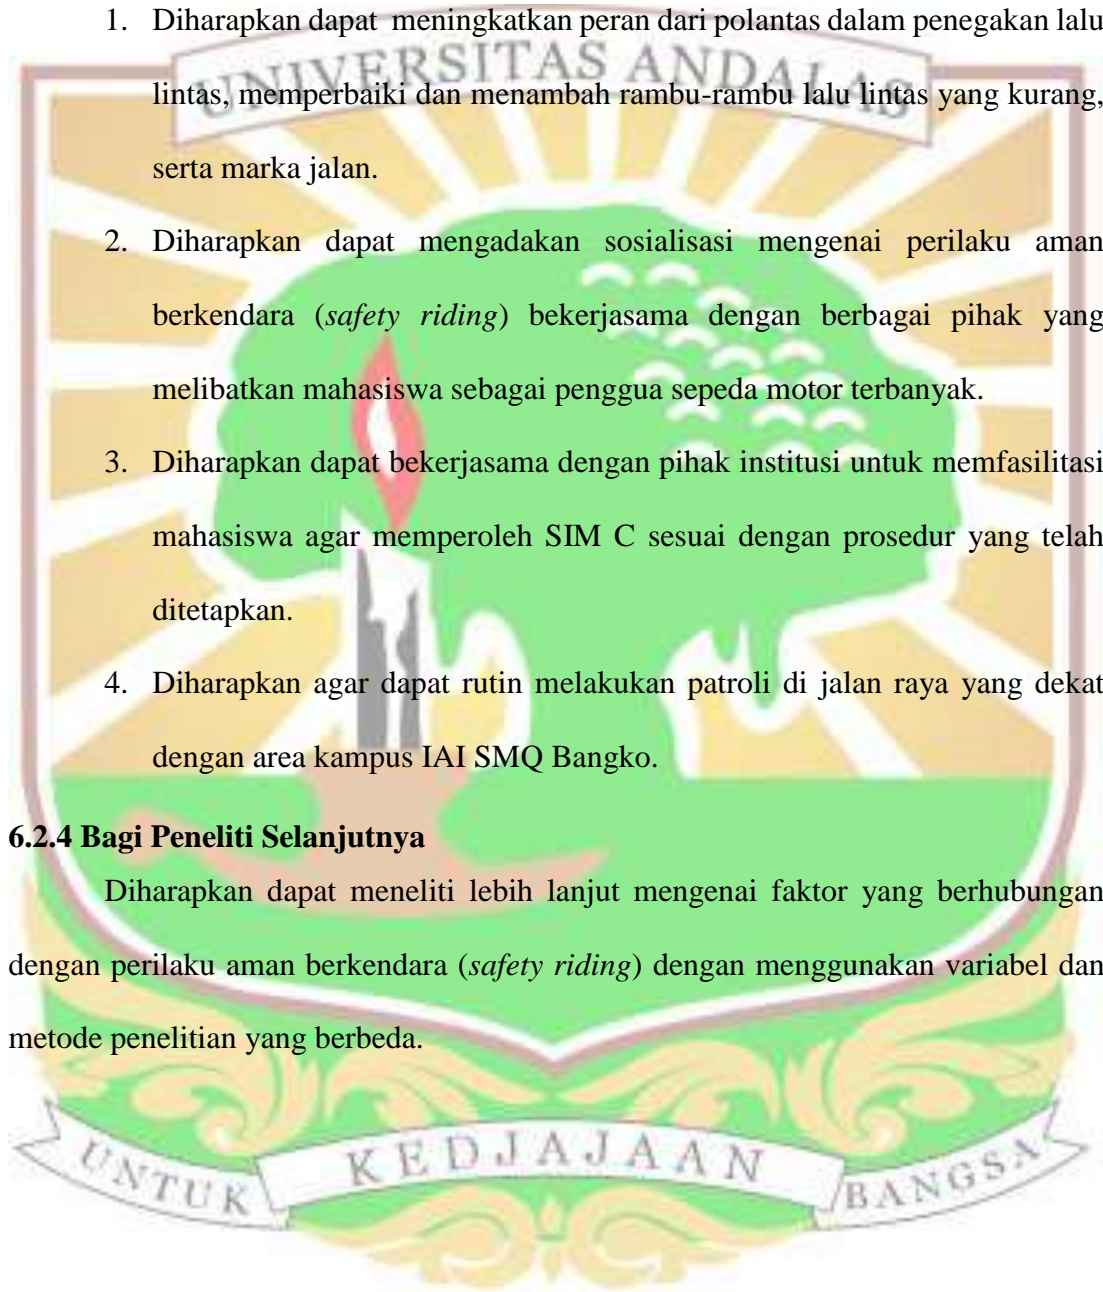 1. Diharapkan dapat meningkatkan peran dari polantas dalam penegakan lalu
UNIVERSITAS ANDALAS
lintas, memperbaiki dan menambah rambu-rambu lalu lintas yang kurang,
serta marka jalan.
2. Diharapkan dapat mengadakan sosialisasi mengenai perilaku aman
berkendara (safety riding) bekerjasama dengan berbagai pihak yang
melibatkan mahasiswa sebagai penggua sepeda motor terbanyak.
3. Diharapkan dapat bekerjasama dengan pihak institusi untuk memfasilitasi
mahasiswa agar memperoleh SIM C sesuai dengan prosedur yang telah
ditetapkan.
4. Diharapkan agar dapat rutin melakukan patroli di jalan raya yang dekat
dengan area kampus IAI SMQ Bangko.
6.2.4 Bagi Peneliti Selanjutnya
Diharapkan dapat meneliti lebih lanjut mengenai faktor yang berhubungan
dengan perilaku aman berkendara (safety riding) dengan menggunakan variabel dan
metode penelitian yang berbeda.
UNTUK KEDJAJAAN BANGSA